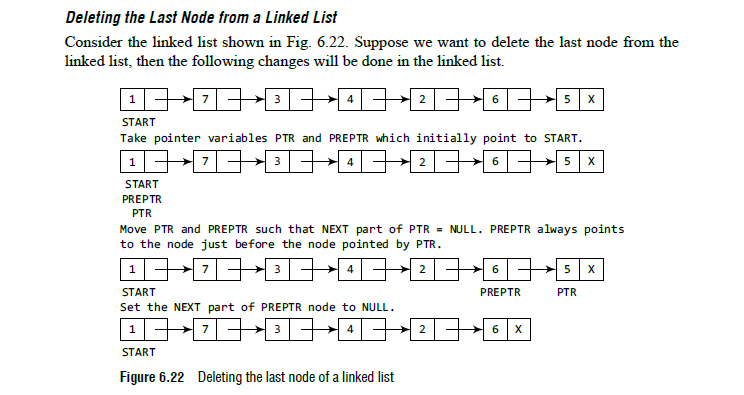 Deleting the Last Node from a Linked List
Consider the linked list shown in Fig. 6.22. Suppose we want to delete the last node from the
linked list, then the following changes will be done in the linked list.
1 7 3 4 2 6 5 X
START
Take pointer variables PTR and PREPTR which initially point to START.
1 7 3 4 2 6 5 X
START
PREPTR
PTR
Move PTR and PREPTR such that NEXT part of PTR = NULL. PREPTR always points
to the node just before the node pointed by PTR.
1 7 3 4 2 6 5 X
START PREPTR PTR
Set the NEXT part of PREPTR node to NULL.
1 7 3 4 2 6 X
START
Figure 6.22 Deleting the last node of a linked list